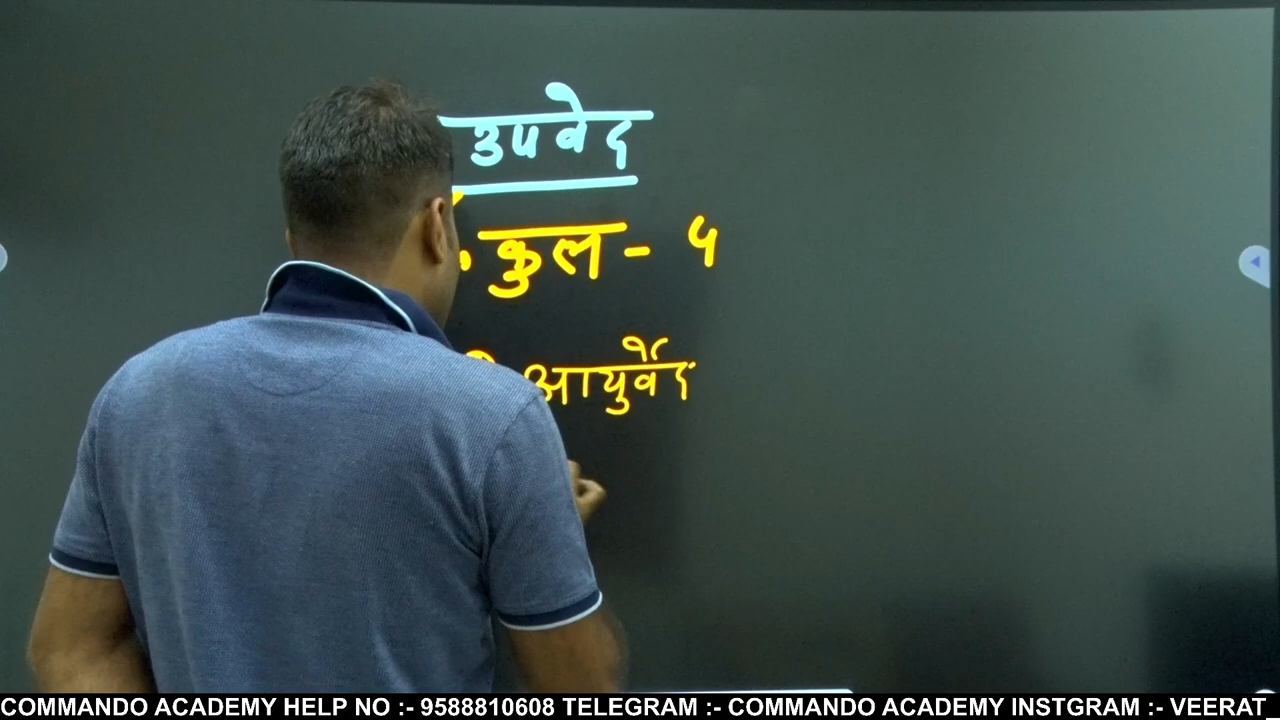 उपवेद
कुल - 4
आयुर्वेद
COMMANDO ACADEMY HELP NO :- 9588810608 TELEGRAM :- COMMANDO ACADEMY INSTGRAM :- VEERAT